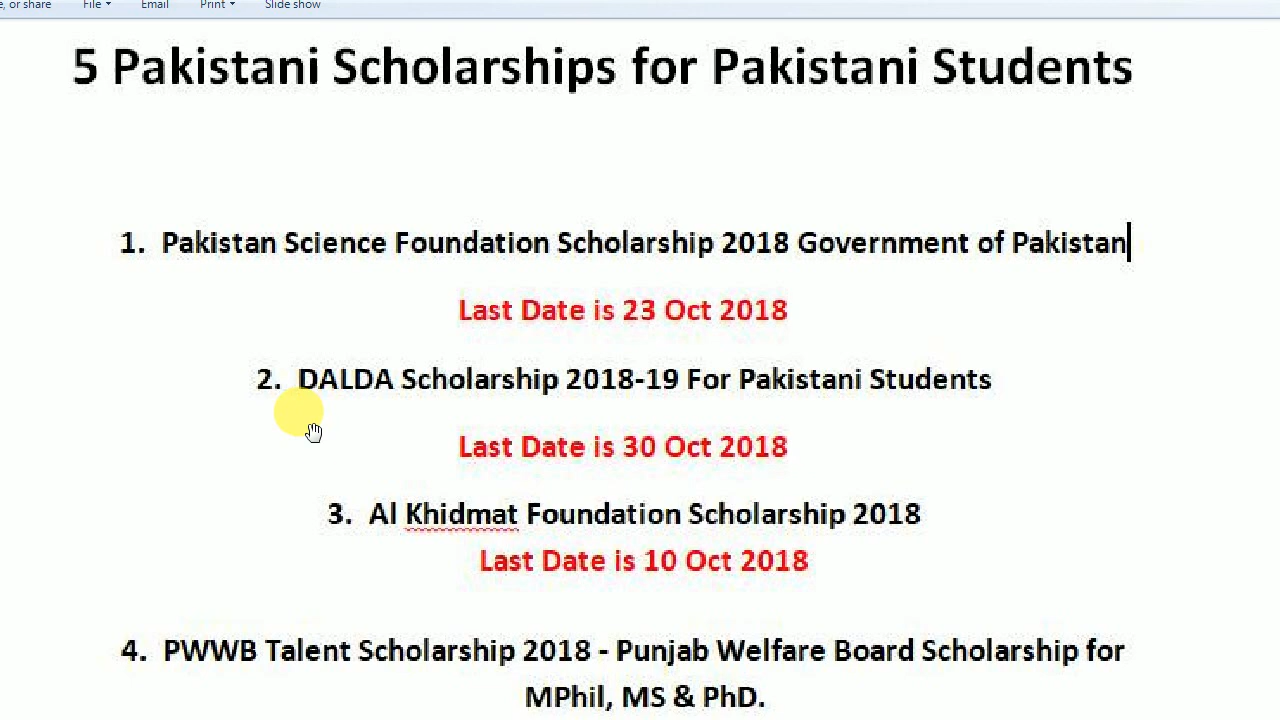 e, or share File Email Print Slide show
5 Pakistani Scholarships for Pakistani Students
1. Pakistan Science Foundation Scholarship 2018 Government of Pakistan
Last Date is 23 Oct 2018
2. DALDA Scholarship 2018-19 For Pakistani Students
Last Date is 30 Oct 2018
3. Al Khidmat Foundation Scholarship 2018
Last Date is 10 Oct 2018
4. PWWB Talent Scholarship 2018 - Punjab Welfare Board Scholarship for
MPhil, MS & PhD.